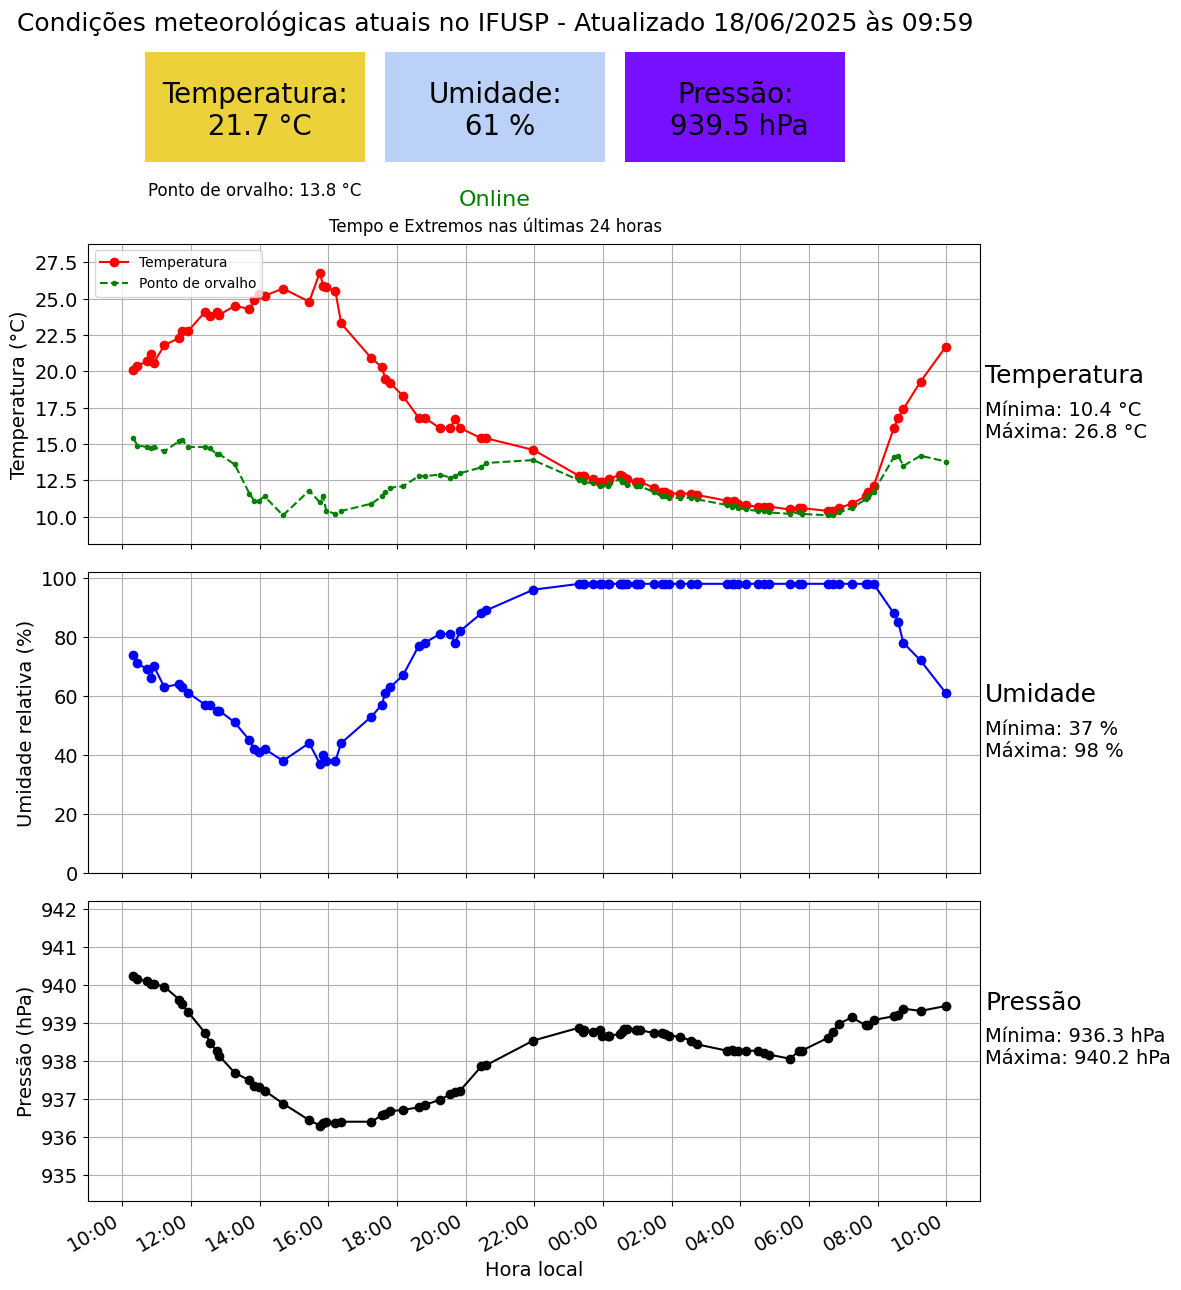 Condições meteorológicas atuais no IFUSP - Atualizado 18/06/2025 às 09:59
Temperatura:
21.7 °C
Umidade:
61 %
Pressão:
939.5 hPa
Ponto de orvalho: 13.8 °C
Online
Tempo e Extremos nas últimas 24 horas
Temperatura (°C)
27.5
25.0
22.5
20.0
17.5
15.0
12.5
10.0
Temperatura
Ponto de orvalho
Temperatura
Mínima: 10.4 °C
Máxima: 26.8 °C
Umidade relativa (%)
100
80
60
40
20
0
Umidade
Mínima: 37 %
Máxima: 98 %
Pressão (hPa)
942
941
940
939
938
937
936
935
Pressão
Mínima: 936.3 hPa
Máxima: 940.2 hPa
10:00
12:00
14:00
16:00
18:00
20:00
22:00
00:00
02:00
04:00
06:00
08:00
10:00
Hora local